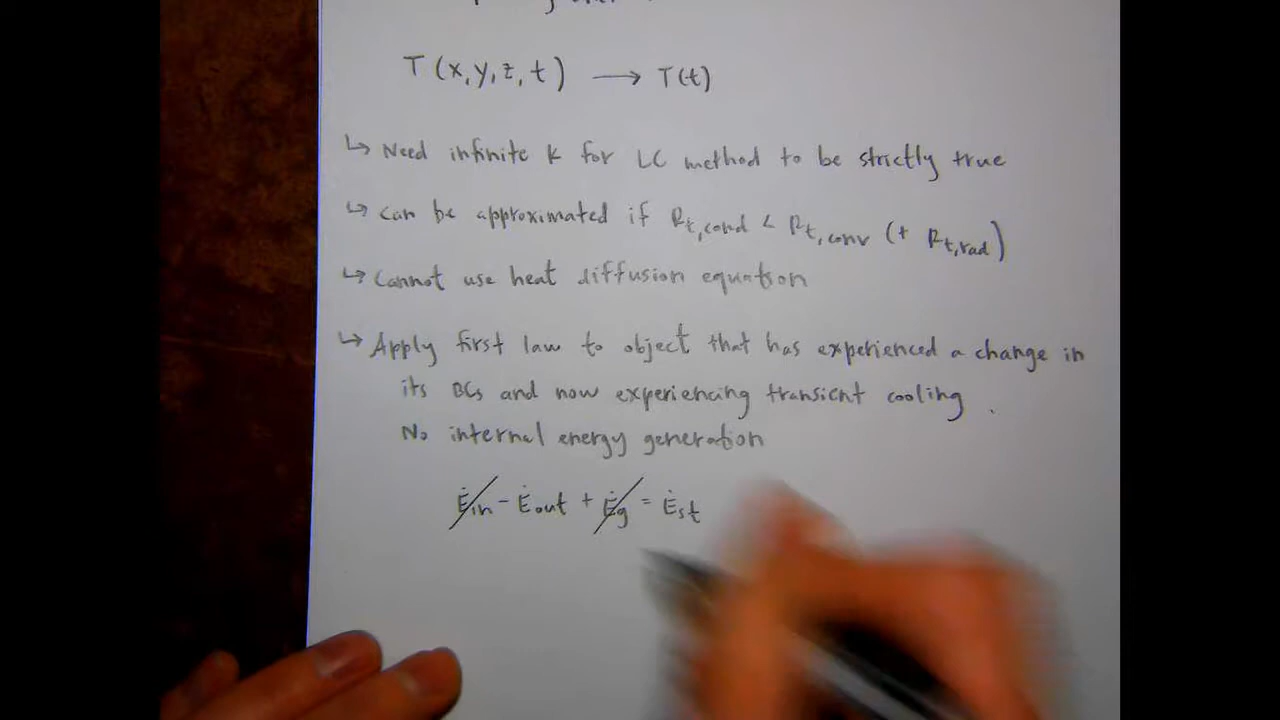 T(x,y,z,t) → T(t)
↳ Need infinite k for LC method to be strictly true
↳ Can be approximated if Rt,cond < Rt,conv (+ Rt,rad)
↳ Cannot use heat diffusion equation
↳ Apply first law to object that has experienced a change in
its BCs and now experiencing transient cooling.
No internal energy generation
Ėin - Ėout + Ėg = Ėst